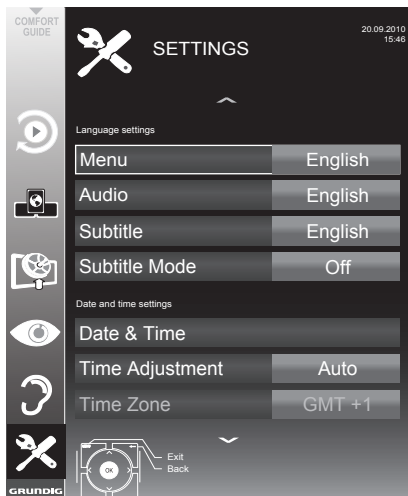 COMFORT
GUIDE
SETTINGS
20.09.2010
15:46
Language settings
Menu English
Audio English
Subtitle English
Subtitle Mode Off
Date and time settings
Date & Time
Time Adjustment Auto
Time Zone GMT +1
Exit
Back
OK
GRUNDIG